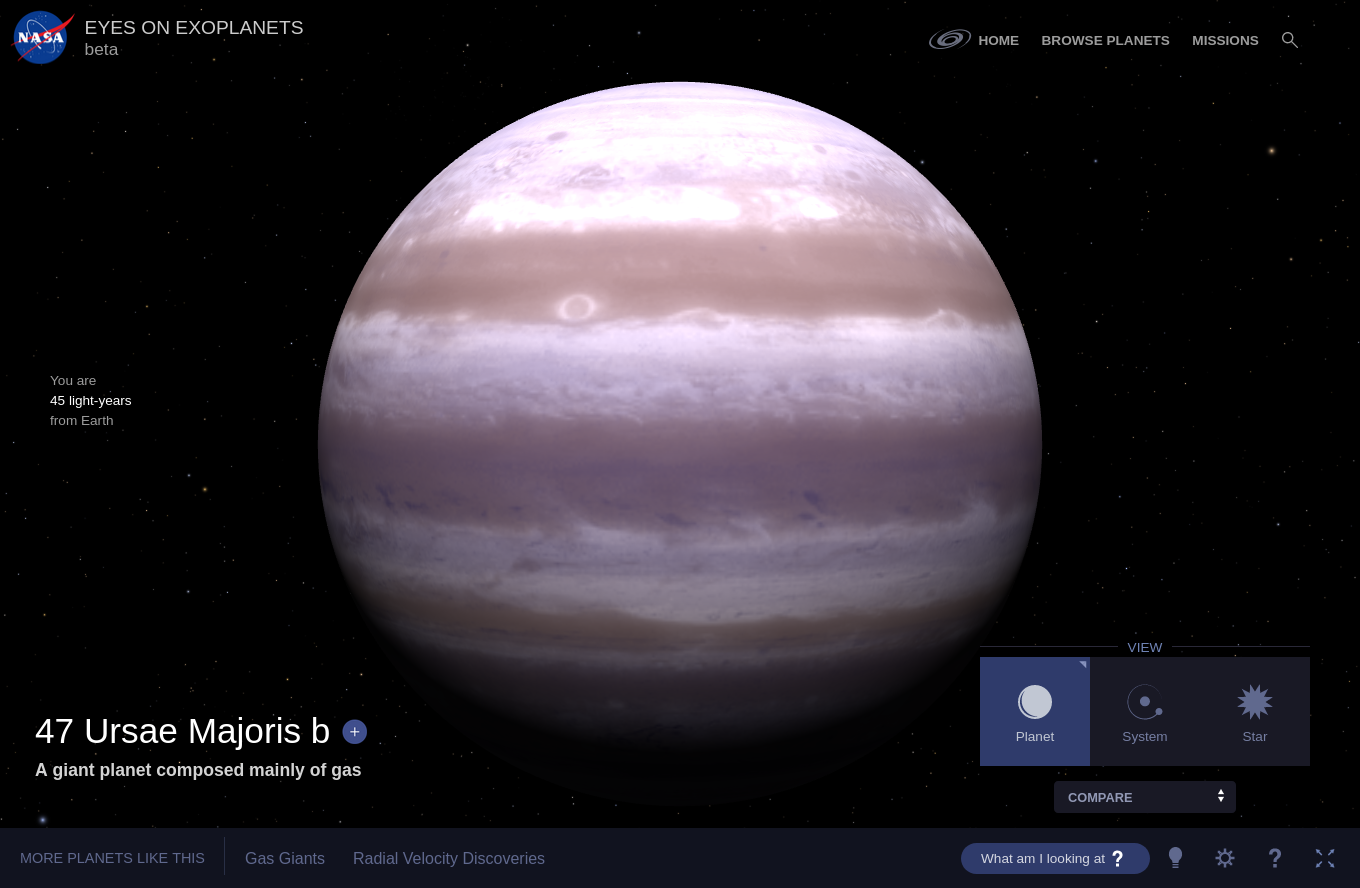 NASA
EYES ON EXOPLANETS
beta
HOME
BROWSE PLANETS
MISSIONS
You are
45 light-years
from Earth
VIEW
Planet
System
Star
COMPARE
47 Ursae Majoris b +
A giant planet composed mainly of gas
MORE PLANETS LIKE THIS
Gas Giants
Radial Velocity Discoveries
What am I looking at ?
?